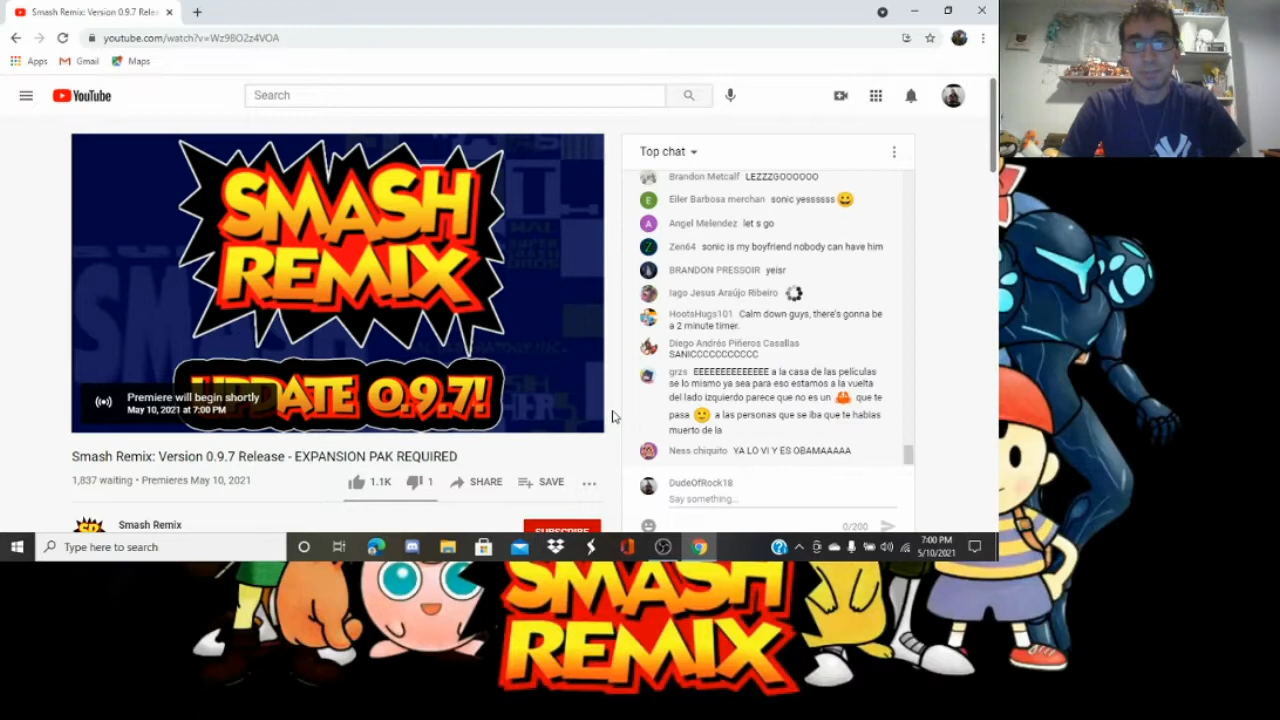 Smash Remix: Version 0.9.7 Rele
youtube.com/watch?v=Wz9BO2z4VOA
Apps Gmail Maps
YouTube
Search
SMASH
REMIX
UPDATE 0.9.7!
Premiere will begin shortly
May 10, 2021 at 7:00 PM
Smash Remix: Version 0.9.7 Release - EXPANSION PAK REQUIRED
1,837 waiting • Premieres May 10, 2021
1.1K 1 SHARE SAVE
Smash Remix
SUBSCRIBE
Top chat
Brandon Metcalf LEZZZGOOOOOO
Eiler Barbosa merchan sonic yessssss
Angel Melendez let s go
Zen64 sonic is my boyfriend nobody can have him
BRANDON PRESSOIR yeisr
Iago Jesus Araújo Ribeiro
HootsHugs101 Calm down guys, there's gonna be
a 2 minute timer.
Diego Andrés Piñeros Casallas
SANICCCCCCCCCCC
grzs EEEEEEEEEEEEEE a la casa de las películas
se lo mismo ya sea para eso estamos a la vuelta
del lado izquierdo parece que no es un que te
pasa a las personas que se iba que te habias
muerto de la
Ness chiquito YA LO VI Y ES OBAMAAAAA
DudeOfRock18
Say something...
0/200
Type here to search
7:00 PM
5/10/2021
SMASH
REMIX